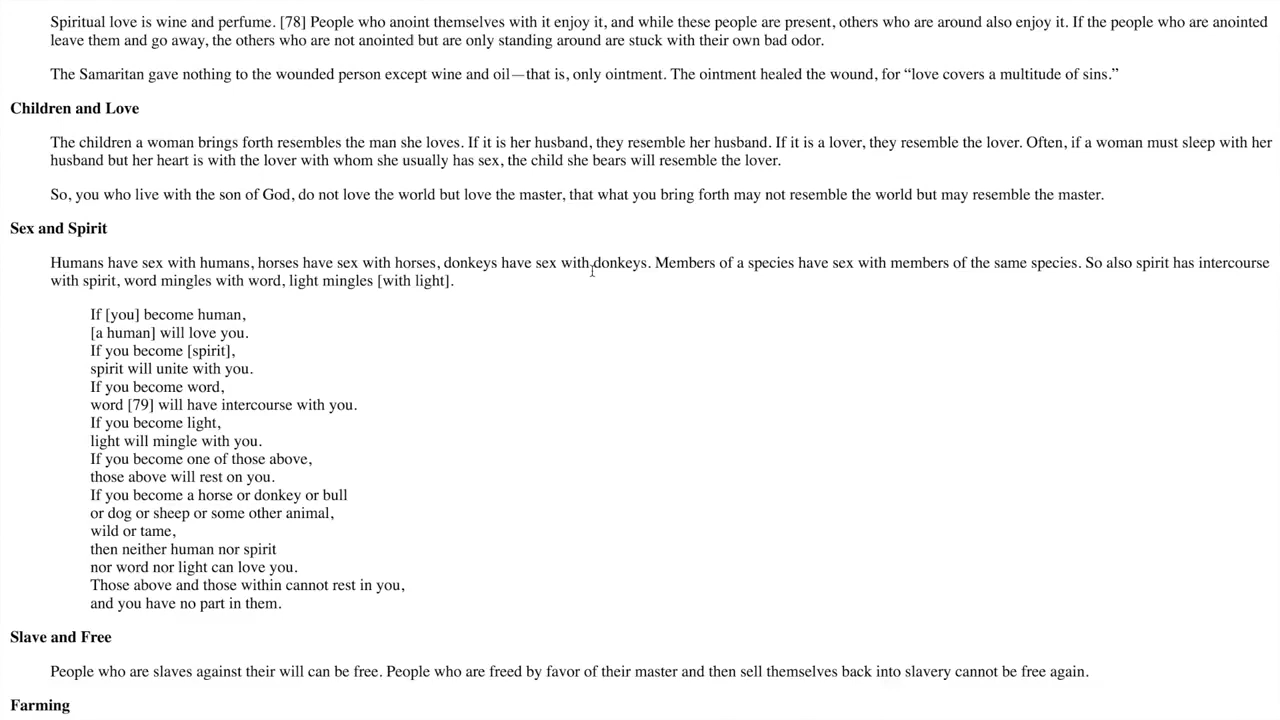 Spiritual love is wine and perfume. [78] People who anoint themselves with it enjoy it, and while these people are present, others who are around also enjoy it. If the people who are anointed
leave them and go away, the others who are not anointed but are only standing around are stuck with their own bad odor.
The Samaritan gave nothing to the wounded person except wine and oil—that is, only ointment. The ointment healed the wound, for “love covers a multitude of sins.”
Children and Love
The children a woman brings forth resembles the man she loves. If it is her husband, they resemble her husband. If it is a lover, they resemble the lover. Often, if a woman must sleep with her
husband but her heart is with the lover with whom she usually has sex, the child she bears will resemble the lover.
So, you who live with the son of God, do not love the world but love the master, that what you bring forth may not resemble the world but may resemble the master.
Sex and Spirit
Humans have sex with humans, horses have sex with horses, donkeys have sex with donkeys. Members of a species have sex with members of the same species. So also spirit has intercourse
with spirit, word mingles with word, light mingles [with light].
If [you] become human,
[a human] will love you.
If you become [spirit],
spirit will unite with you.
If you become word,
word [79] will have intercourse with you.
If you become light,
light will mingle with you.
If you become one of those above,
those above will rest on you.
If you become a horse or donkey or bull
or dog or sheep or some other animal,
wild or tame,
then neither human nor spirit
nor word nor light can love you.
Those above and those within cannot rest in you,
and you have no part in them.
Slave and Free
People who are slaves against their will can be free. People who are freed by favor of their master and then sell themselves back into slavery cannot be free again.
Farming